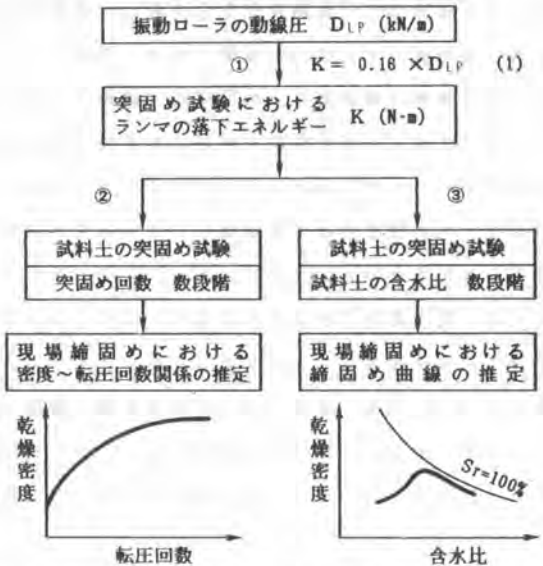 振動ローラの動線圧 DLP (kN/m)
① K = 0.16 ×DLP (1)
突固め試験における
ランマの落下エネルギー K (N·m)
②
試料土の突固め試験
突固め回数 数段階
現場締固めにおける
密度～転圧回数関係の推定
乾燥密度
転圧回数
③
試料土の突固め試験
試料土の含水比 数段階
現場締固めにおける
締固め曲線の推定
乾燥密度
Sr=100%
含水比